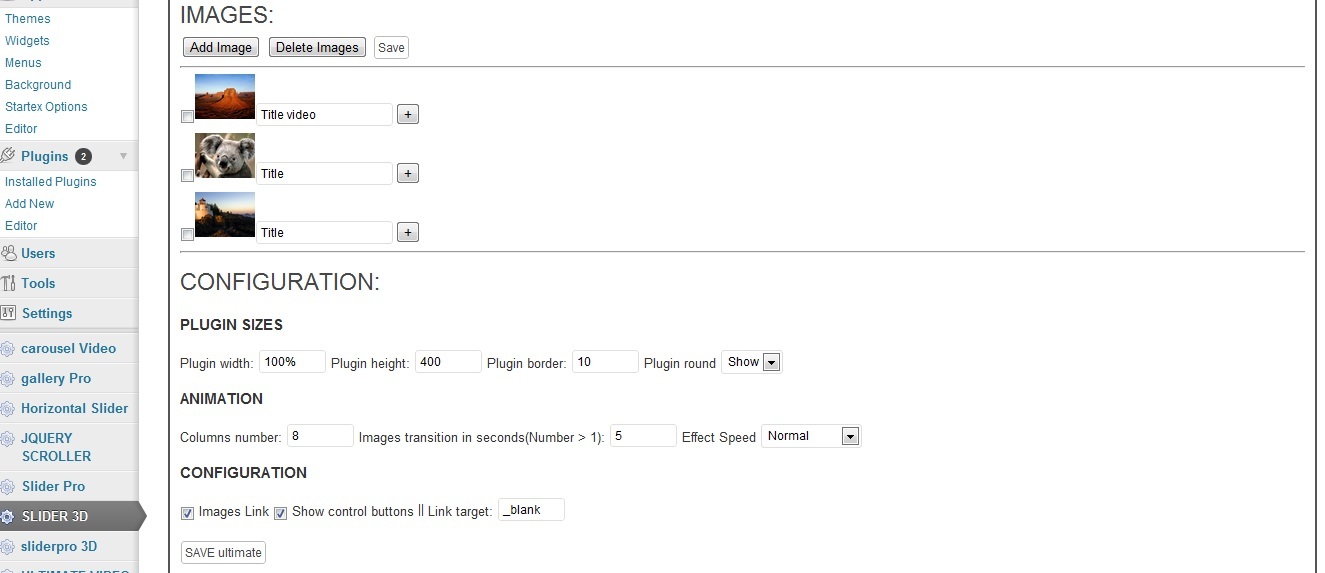 Themes
Widgets
Menus
Background
Startex Options
Editor
Plugins 2
Installed Plugins
Add New
Editor
Users
Tools
Settings
carousel Video
gallery Pro
Horizontal Slider
JQUERY
SCROLLER
Slider Pro
SLIDER 3D
sliderpro 3D
IMAGES:
Add Image Delete Images Save
Title video +
Title +
Title +
CONFIGURATION:
PLUGIN SIZES
Plugin width: 100% Plugin height: 400 Plugin border: 10 Plugin round Show
ANIMATION
Columns number: 8 Images transition in seconds(Number > 1): 5 Effect Speed Normal
CONFIGURATION
Images Link Show control buttons || Link target: _blank
SAVE ultimate